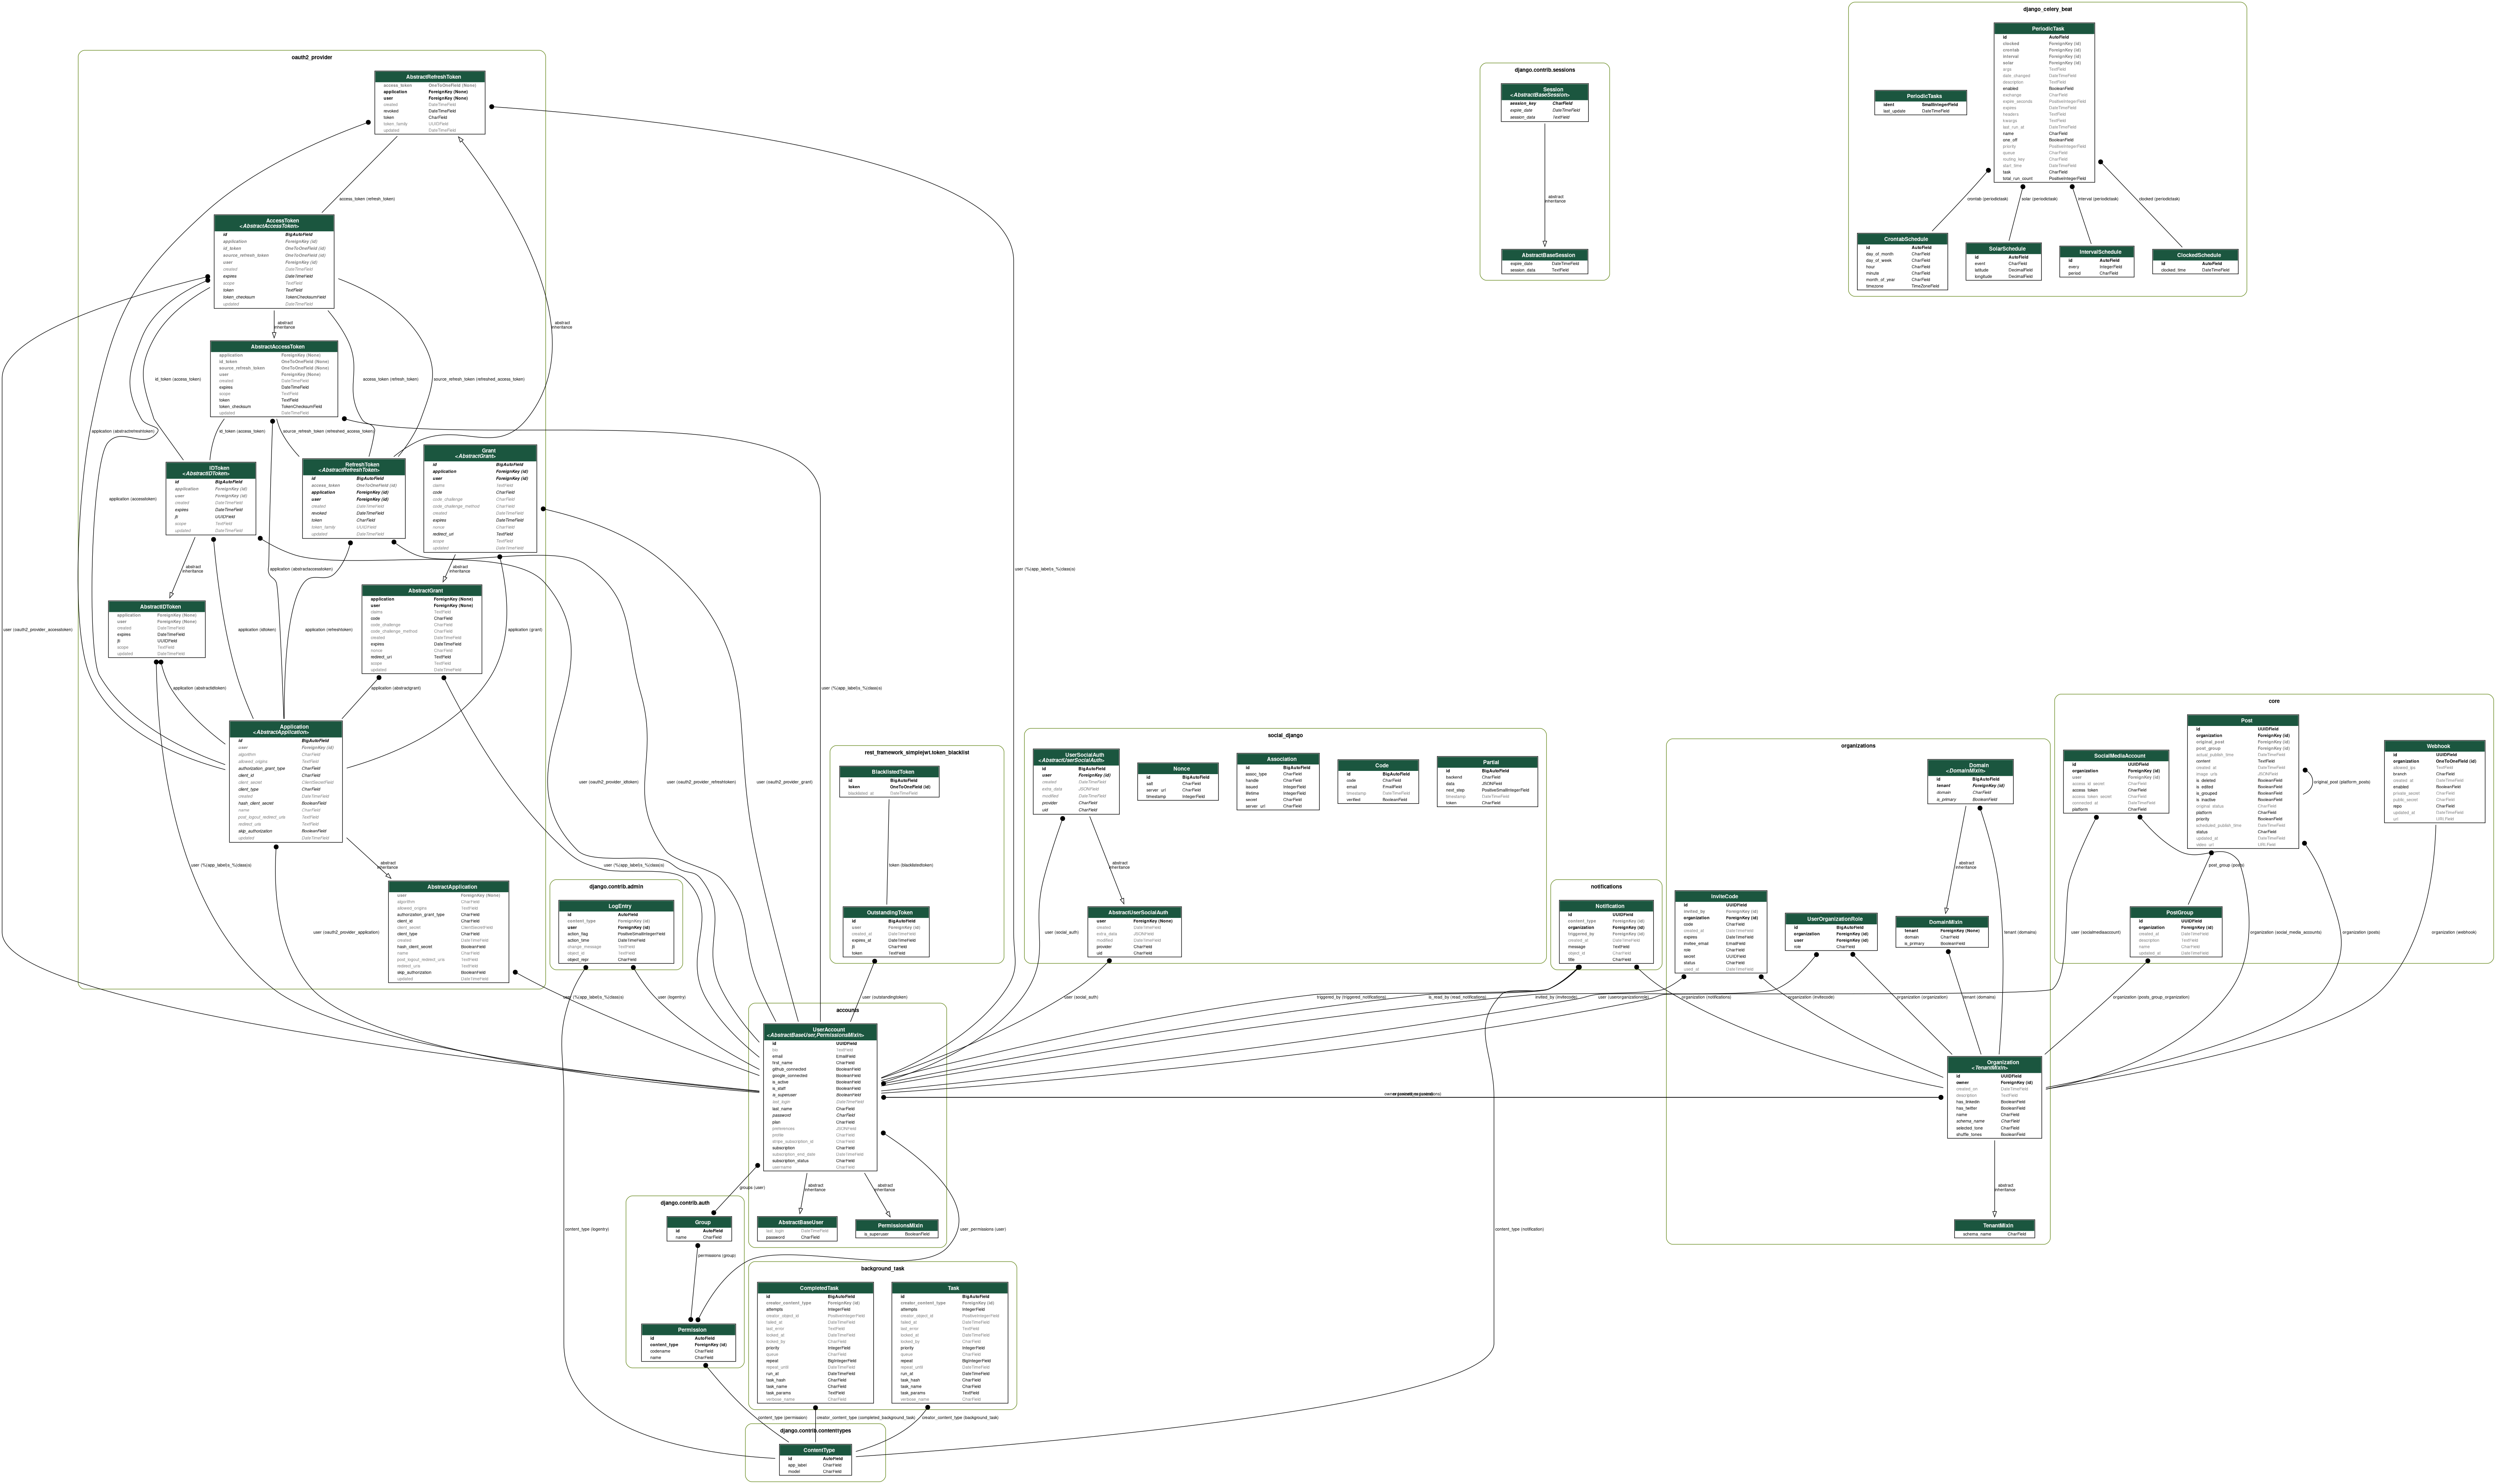 django_celery_beat
PeriodicTask
id AutoField
clocked ForeignKey (id)
crontab ForeignKey (id)
interval ForeignKey (id)
solar ForeignKey (id)
args TextField
date_changed DateTimeField
description TextField
enabled BooleanField
exchange CharField
expire_seconds PositiveIntegerField
expires DateTimeField
headers TextField
kwargs TextField
last_run_at DateTimeField
name CharField
one_off BooleanField
priority PositiveIntegerField
queue CharField
routing_key CharField
start_time DateTimeField
task CharField
total_run_count PositiveIntegerField
PeriodicTasks
ident SmallIntegerField
last_update DateTimeField
crontab (periodictask)
solar (periodictask)
interval (periodictask)
clocked (periodictask)
CrontabSchedule
id AutoField
day_of_month CharField
day_of_week CharField
hour CharField
minute CharField
month_of_year CharField
timezone TimeZoneField
SolarSchedule
id AutoField
event CharField
latitude DecimalField
longitude DecimalField
IntervalSchedule
id AutoField
every IntegerField
period CharField
ClockedSchedule
id AutoField
clocked_time DateTimeField
django.contrib.sessions
Session
<AbstractBaseSession>
session_key CharField
expire_date DateTimeField
session_data TextField
abstract
inheritance
AbstractBaseSession
expire_date DateTimeField
session_data TextField
oauth2_provider
AbstractRefreshToken
access_token OneToOneField (None)
application ForeignKey (None)
user ForeignKey (None)
created DateTimeField
revoked DateTimeField
token CharField
token_family UUIDField
updated DateTimeField
access_token (refresh_token)
AccessToken
<AbstractAccessToken>
id BigAutoField
application ForeignKey (id)
id_token OneToOneField (id)
source_refresh_token OneToOneField (id)
user ForeignKey (id)
created DateTimeField
expires DateTimeField
scope TextField
token TextField
token_checksum TokenChecksumField
updated DateTimeField
abstract
inheritance
abstract
inheritance
AbstractAccessToken
application ForeignKey (None)
id_token OneToOneField (None)
source_refresh_token OneToOneField (None)
user ForeignKey (None)
created DateTimeField
expires DateTimeField
scope TextField
token TextField
token_checksum TokenChecksumField
updated DateTimeField
id_token (access_token)
access_token (refresh_token)
source_refresh_token (refreshed_access_token)
application (abstractrefreshtoken)
id_token (access_token)
source_refresh_token (refreshed_access_token)
IDToken
<AbstractIDToken>
id BigAutoField
application ForeignKey (id)
user ForeignKey (id)
created DateTimeField
expires DateTimeField
jti UUIDField
scope TextField
updated DateTimeField
RefreshToken
<AbstractRefreshToken>
id BigAutoField
access_token OneToOneField (id)
application ForeignKey (id)
user ForeignKey (id)
created DateTimeField
revoked DateTimeField
token CharField
token_family UUIDField
updated DateTimeField
Grant
<AbstractGrant>
id BigAutoField
application ForeignKey (id)
user ForeignKey (id)
claims TextField
code CharField
code_challenge CharField
code_challenge_method CharField
created DateTimeField
expires DateTimeField
nonce CharField
redirect_uri TextField
scope TextField
updated DateTimeField
application (accesstoken)
abstract
inheritance
application (abstractaccesstoken)
abstract
inheritance
user (%(app_label)s_%(class)s)
AbstractIDToken
application ForeignKey (None)
user ForeignKey (None)
created DateTimeField
expires DateTimeField
jti UUIDField
scope TextField
updated DateTimeField
AbstractGrant
application ForeignKey (None)
user ForeignKey (None)
claims TextField
code CharField
code_challenge CharField
code_challenge_method CharField
created DateTimeField
expires DateTimeField
nonce CharField
redirect_uri TextField
scope TextField
updated DateTimeField
user (oauth2_provider_accesstoken)
application (idtoken)
application (refreshtoken)
application (grant)
application (abstractidtoken)
application (abstractgrant)
user (%(app_label)s_%(class)s)
Application
<AbstractApplication>
id BigAutoField
user ForeignKey (id)
algorithm CharField
allowed_origins TextField
authorization_grant_type CharField
client_id CharField
client_secret ClientSecretField
client_type CharField
created DateTimeField
hash_client_secret BooleanField
name CharField
post_logout_redirect_uris TextField
redirect_uris TextField
skip_authorization BooleanField
updated DateTimeField
user (oauth2_provider_idtoken)
user (oauth2_provider_refreshtoken)
user (oauth2_provider_grant)
user (%(app_label)s_%(class)s)
abstract
inheritance
user (%(app_label)s_%(class)s)
AbstractApplication
user ForeignKey (None)
algorithm CharField
allowed_origins TextField
authorization_grant_type CharField
client_id CharField
client_secret ClientSecretField
client_type CharField
created DateTimeField
hash_client_secret BooleanField
name CharField
post_logout_redirect_uris TextField
redirect_uris TextField
skip_authorization BooleanField
updated DateTimeField
user (oauth2_provider_application)
user (%(app_label)s_%(class)s)
django.contrib.admin
LogEntry
id AutoField
content_type ForeignKey (id)
user ForeignKey (id)
action_flag PositiveSmallIntegerField
action_time DateTimeField
change_message TextField
object_id TextField
object_repr CharField
user (logentry)
content_type (logentry)
rest_framework_simplejwt.token_blacklist
BlacklistedToken
id BigAutoField
token OneToOneField (id)
blacklisted_at DateTimeField
token (blacklistedtoken)
OutstandingToken
id BigAutoField
user ForeignKey (id)
created_at DateTimeField
expires_at DateTimeField
jti CharField
token TextField
user (outstandingtoken)
social_django
UserSocialAuth
<AbstractUserSocialAuth>
id BigAutoField
user ForeignKey (id)
created DateTimeField
extra_data JSONField
modified DateTimeField
provider CharField
uid CharField
Nonce
id BigAutoField
salt CharField
server_url CharField
timestamp IntegerField
Association
id BigAutoField
assoc_type CharField
handle CharField
issued IntegerField
lifetime IntegerField
secret CharField
server_url CharField
Code
id BigAutoField
code CharField
email EmailField
timestamp DateTimeField
verified BooleanField
Partial
id BigAutoField
backend CharField
data JSONField
next_step PositiveSmallIntegerField
timestamp DateTimeField
token CharField
abstract
inheritance
AbstractUserSocialAuth
user ForeignKey (None)
created DateTimeField
extra_data JSONField
modified DateTimeField
provider CharField
uid CharField
user (social_auth)
user (social_auth)
notifications
Notification
id UUIDField
content_type ForeignKey (id)
organization ForeignKey (id)
triggered_by ForeignKey (id)
created_at DateTimeField
message TextField
object_id CharField
title CharField
triggered_by (triggered_notifications)
is_read_by (read_notifications)
invited_by (invitecode)
user (userorganizationrole)
organization (notifications)
organization (invitecode)
organization (organization)
tenant (domains)
content_type (notification)
organizations
Domain
<DomainMixin>
id BigAutoField
tenant ForeignKey (id)
domain CharField
is_primary BooleanField
abstract
inheritance
InviteCode
id UUIDField
invited_by ForeignKey (id)
organization ForeignKey (id)
code CharField
created_at DateTimeField
expires DateTimeField
invitee_email EmailField
role CharField
secret UUIDField
status CharField
used_at DateTimeField
UserOrganizationRole
id BigAutoField
organization ForeignKey (id)
user ForeignKey (id)
role CharField
DomainMixin
tenant ForeignKey (None)
domain CharField
is_primary BooleanField
tenant (domains)
Organization
<TenantMixin>
id UUIDField
owner ForeignKey (id)
created_on DateTimeField
description TextField
has_linkedin BooleanField
has_twitter BooleanField
name CharField
schema_name CharField
selected_tone CharField
shuffle_tones BooleanField
abstract
inheritance
TenantMixin
schema_name CharField
core
Post
id UUIDField
organization ForeignKey (id)
original_post ForeignKey (id)
post_group ForeignKey (id)
actual_publish_time DateTimeField
content TextField
created_at DateTimeField
image_urls JSONField
is_deleted BooleanField
is_edited BooleanField
is_grouped BooleanField
is_inactive BooleanField
original_status CharField
platform CharField
priority BooleanField
scheduled_publish_time DateTimeField
status CharField
updated_at DateTimeField
video_url URLField
SocialMediaAccount
id UUIDField
organization ForeignKey (id)
user ForeignKey (id)
access_id_secret CharField
access_token CharField
access_token_secret CharField
connected_at DateTimeField
platform CharField
Webhook
id UUIDField
organization OneToOneField (id)
allowed_ips TextField
branch CharField
created_at DateTimeField
enabled BooleanField
private_secret CharField
public_secret CharField
repo CharField
updated_at DateTimeField
url URLField
original_post (platform_posts)
post_group (posts)
PostGroup
id UUIDField
organization ForeignKey (id)
created_at DateTimeField
description TextField
name CharField
updated_at DateTimeField
user (socialmediaaccount)
organization (social_media_accounts)
organization (posts)
organization (webhook)
organization (posts_group_organization)
accounts
UserAccount
<AbstractBaseUser,PermissionsMixin>
id UUIDField
bio TextField
email EmailField
first_name CharField
github_connected BooleanField
google_connected BooleanField
is_active BooleanField
is_staff BooleanField
is_superuser BooleanField
last_login DateTimeField
last_name CharField
password CharField
plan CharField
preferences JSONField
profile CharField
stripe_subscription_id CharField
subscription CharField
subscription_end_date DateTimeField
subscription_status CharField
username CharField
groups (user)
abstract
inheritance
abstract
inheritance
user_permissions (user)
AbstractBaseUser
last_login DateTimeField
password CharField
PermissionsMixin
is_superuser BooleanField
django.contrib.auth
Group
id AutoField
name CharField
permissions (group)
Permission
id AutoField
content_type ForeignKey (id)
codename CharField
name CharField
background_task
CompletedTask
id BigAutoField
creator_content_type ForeignKey (id)
attempts IntegerField
creator_object_id PositiveIntegerField
failed_at DateTimeField
last_error TextField
locked_at DateTimeField
locked_by CharField
priority IntegerField
queue CharField
repeat BigIntegerField
repeat_until DateTimeField
run_at DateTimeField
task_hash CharField
task_name CharField
task_params TextField
verbose_name CharField
Task
id BigAutoField
creator_content_type ForeignKey (id)
attempts IntegerField
creator_object_id PositiveIntegerField
failed_at DateTimeField
last_error TextField
locked_at DateTimeField
locked_by CharField
priority IntegerField
queue CharField
repeat BigIntegerField
repeat_until DateTimeField
run_at DateTimeField
task_hash CharField
task_name CharField
task_params TextField
verbose_name CharField
content_type (permission)
creator_content_type (completed_background_task)
creator_content_type (background_task)
django.contrib.contenttypes
ContentType
id AutoField
app_label CharField
model CharField